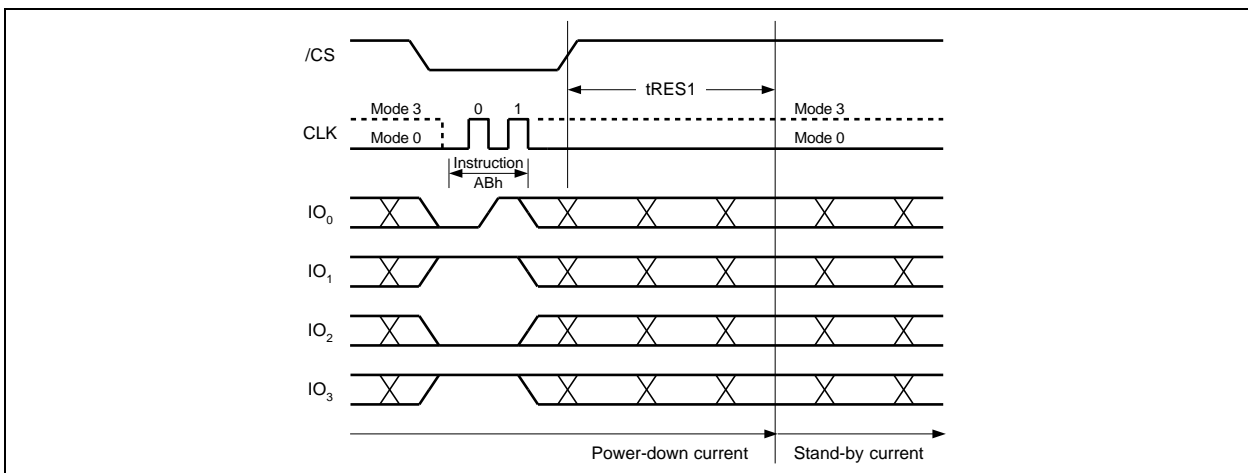 /CS
tRES1
Mode 3 0 1 Mode 3
CLK
Mode 0 Mode 0
Instruction
ABh
IO0
IO1
IO2
IO3
Power-down current Stand-by current